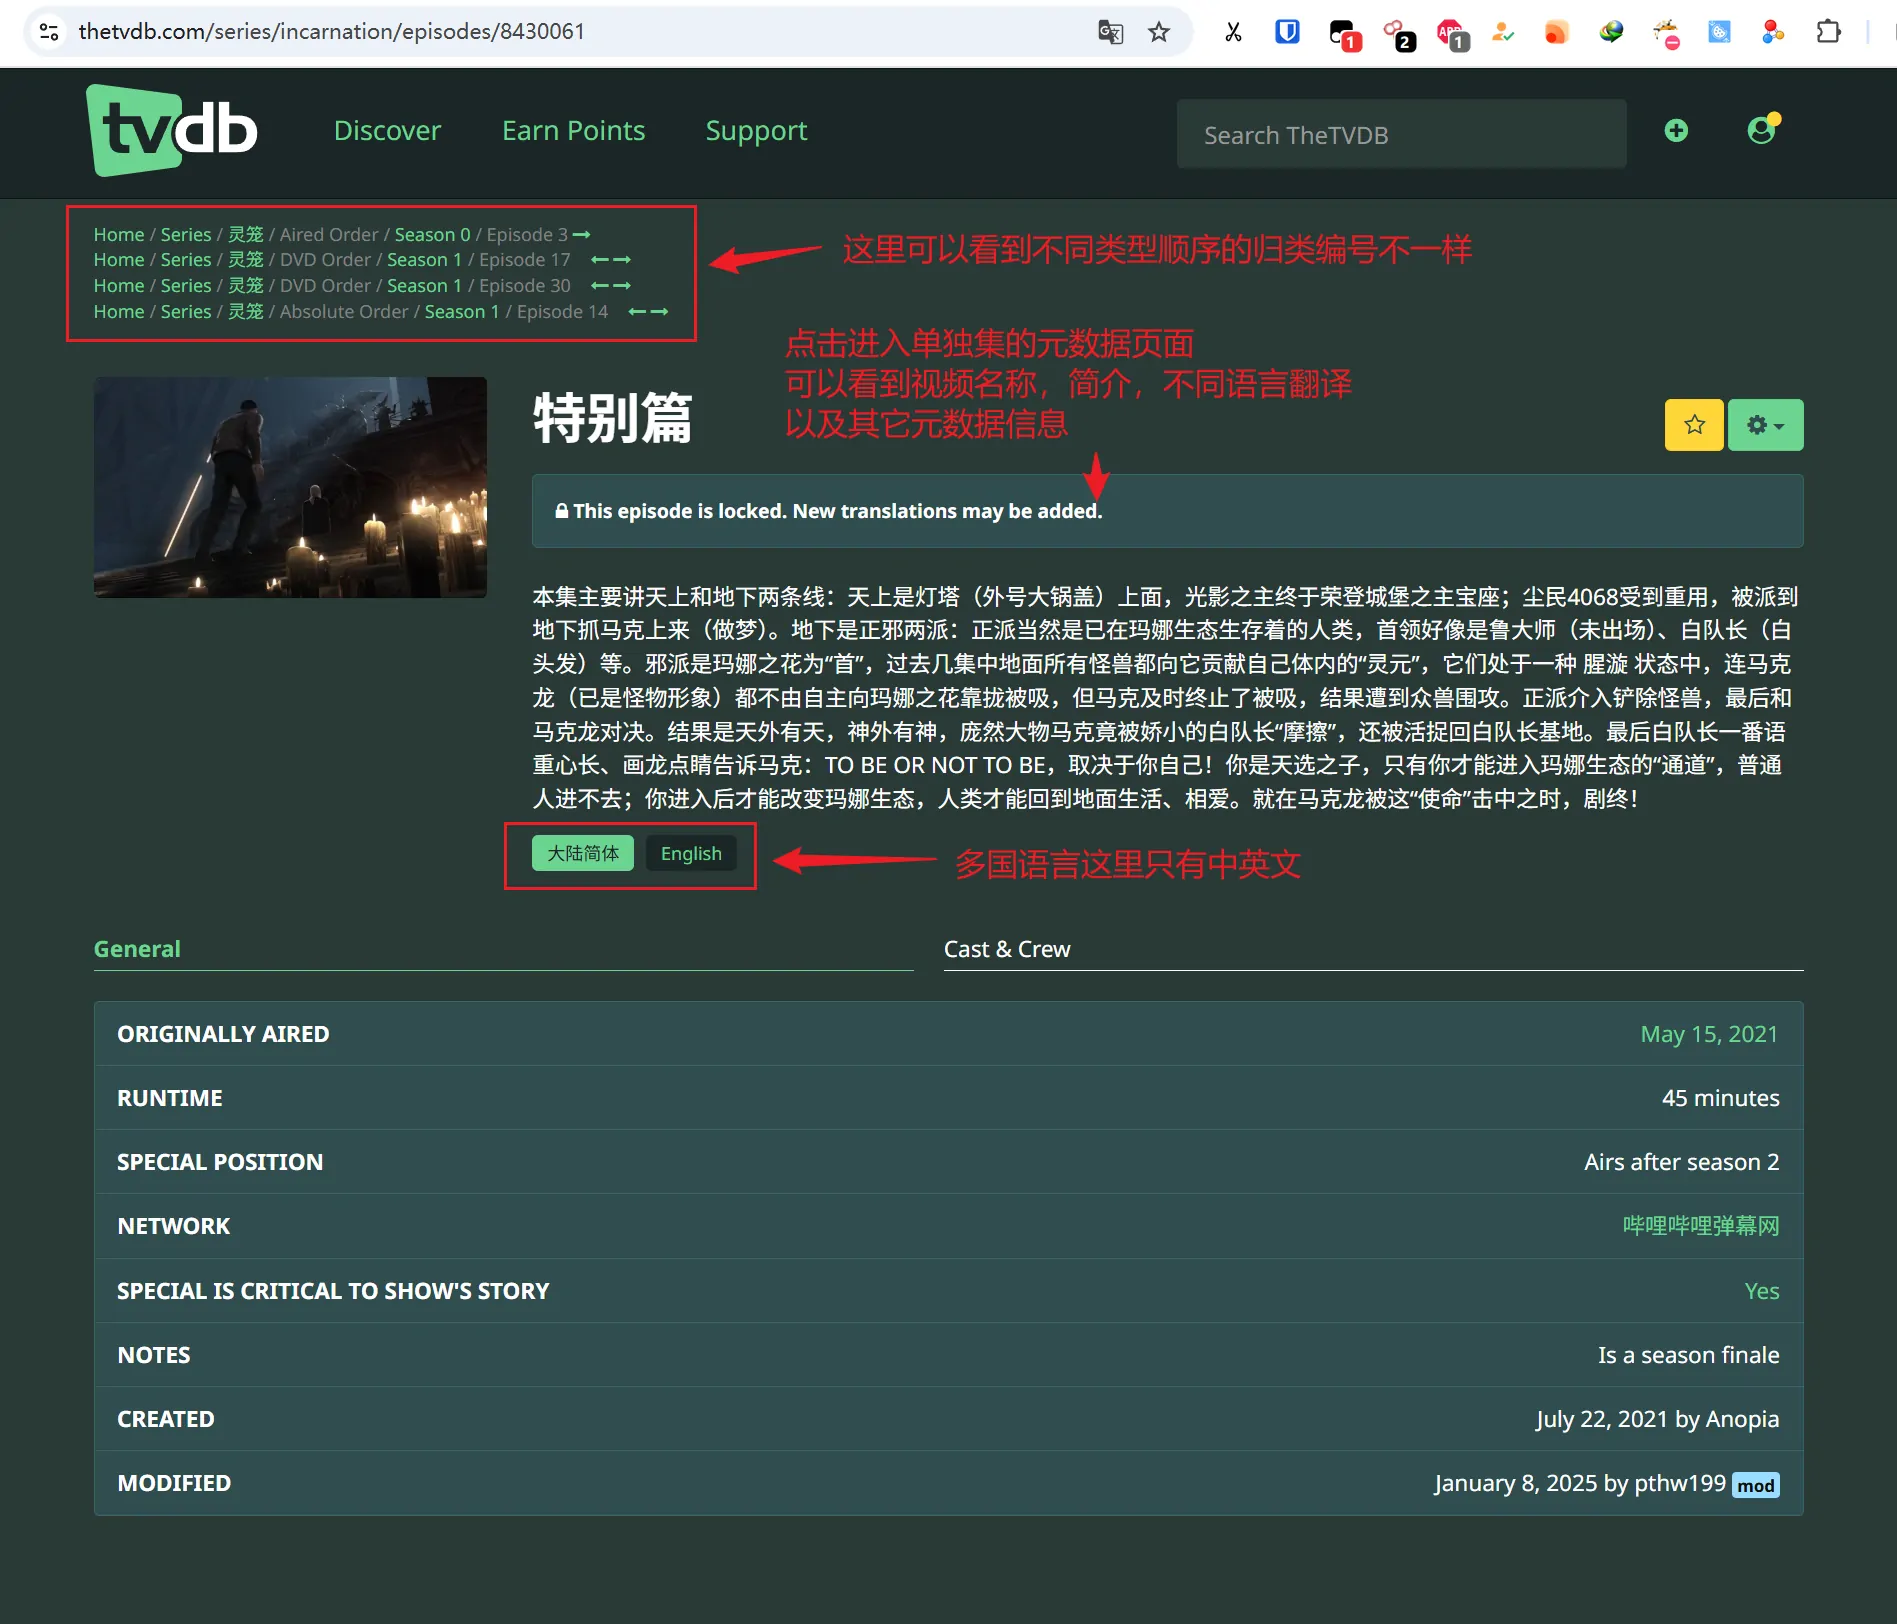 thetvdb.com/series/incarnation/episodes/8430061
1
2
1
tvdb
Discover
Earn Points
Support
Search TheTVDB
Home / Series / 灵笼 / Aired Order / Season 0 / Episode 3
Home / Series / 灵笼 / DVD Order / Season 1 / Episode 17
Home / Series / 灵笼 / DVD Order / Season 1 / Episode 30
Home / Series / 灵笼 / Absolute Order / Season 1 / Episode 14
这里可以看到不同类型顺序的归类编号不一样
点击进入单独集的元数据页面
可以看到视频名称，简介，不同语言翻译
以及其它元数据信息
特别篇
This episode is locked. New translations may be added.
本集主要讲天上和地下两条线：天上是灯塔（外号大锅盖）上面，光影之主终于荣登城堡之主宝座；尘民4068受到重用，被派到
地下抓马克上来（做梦）。地下是正邪两派：正派当然是已在玛娜生态生存着的人类，首领好像是鲁大师（未出场）、白队长（白
头发）等。邪派是玛娜之花为“首”，过去几集中地面所有怪兽都向它贡献自己体内的“灵元”，它们处于一种 腥漩 状态中，连马克
龙（已是怪物形象）都不由自主向玛娜之花靠拢被吸，但马克及时终止了被吸，结果遭到众兽围攻。正派介入铲除怪兽，最后和
马克龙对决。结果是天外有天，神外有神，庞然大物马克竟被娇小的白队长“摩擦”，还被活捉回白队长基地。最后白队长一番语
重心长、画龙点睛告诉马克：TO BE OR NOT TO BE，取决于你自己！你是天选之子，只有你才能进入玛娜生态的“通道”，普通
人进不去；你进入后才能改变玛娜生态，人类才能回到地面生活、相爱。就在马克龙被这“使命”击中之时，剧终！
大陆简体
English
多国语言这里只有中英文
General
Cast & Crew
ORIGINALLY AIRED
May 15, 2021
RUNTIME
45 minutes
SPECIAL POSITION
Airs after season 2
NETWORK
哔哩哔哩弹幕网
SPECIAL IS CRITICAL TO SHOW'S STORY
Yes
NOTES
Is a season finale
CREATED
July 22, 2021 by Anopia
MODIFIED
January 8, 2025 by pthw199 mod